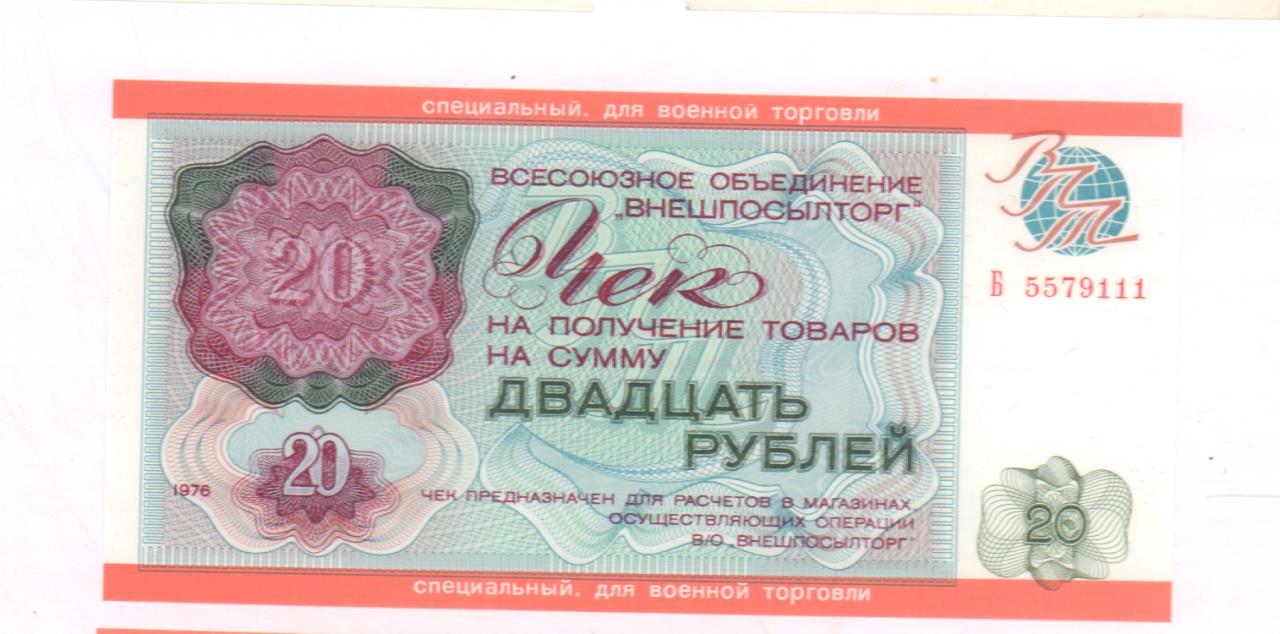 специальный. для военной торговли
20
ВСЕСОЮЗНОЕ ОБЪЕДИНЕНИЕ
„ВНЕШПОСЫЛТОРГ"
Чек
НА ПОЛУЧЕНИЕ ТОВАРОВ
НА СУММУ
ДВАДЦАТЬ
РУБЛЕЙ
ВПТ
Б 5579111
20
1976
ЧЕК ПРЕДНАЗНАЧЕН ДЛЯ РАСЧЕТОВ В МАГАЗИНАХ,
ОСУЩЕСТВЛЯЮЩИХ ОПЕРАЦИИ
В/О „ВНЕШПОСЫЛТОРГ"
20
специальный. для военной торговли